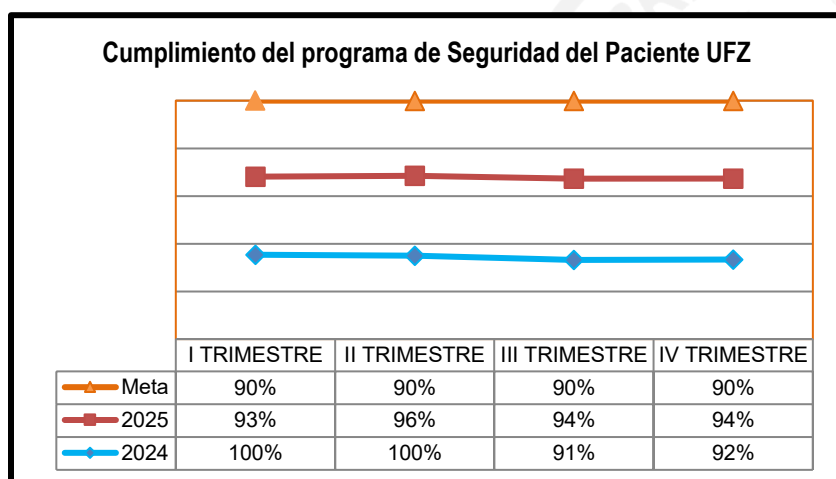 Cumplimiento del programa de Seguridad del Paciente UFZ
I TRIMESTRE II TRIMESTRE III TRIMESTRE IV TRIMESTRE
Meta 90% 90% 90% 90%
2025 93% 96% 94% 94%
2024 100% 100% 91% 92%